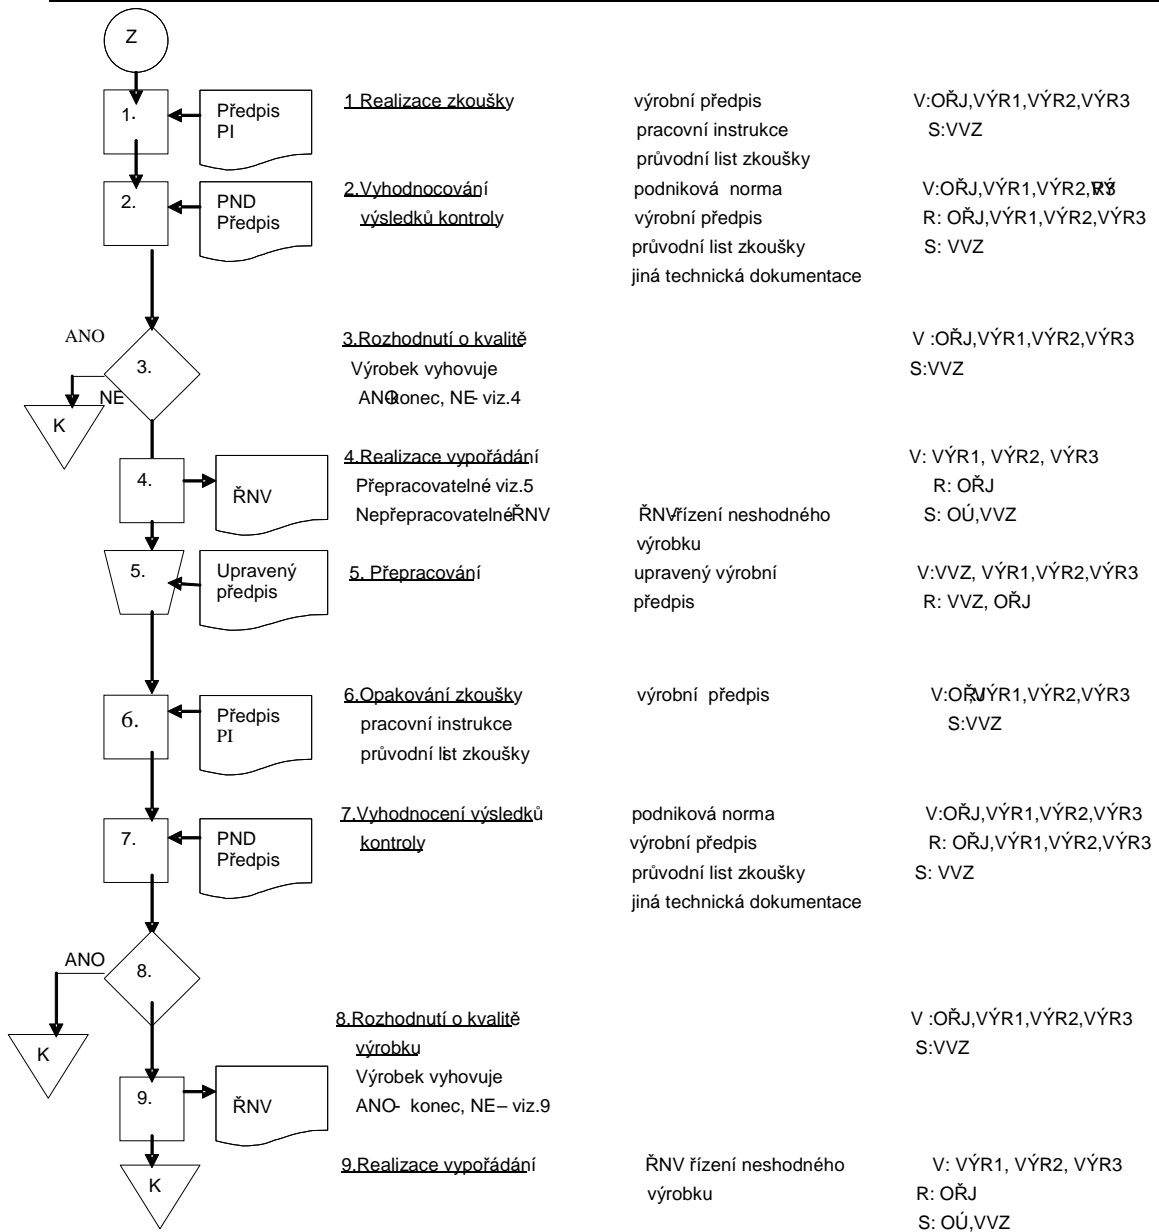 Z
1. Předpis PI 1 Realizace zkoušky výrobní předpis V:OŘJ,VÝR1,VÝR2,VÝR3
pracovní instrukce S:VVZ
průvodní list zkoušky
2. PND Předpis 2.Vyhodnocování podniková norma V:OŘJ,VÝR1,VÝR2,
výsledků kontroly výrobní předpis R: OŘJ,VÝR1,VÝR2,VÝR3
průvodní list zkoušky S: VVZ
jiná technická dokumentace
ANO 3. 3.Rozhodnutí o kvalitě V :OŘJ,VÝR1,VÝR2,VÝR3
Výrobek vyhovuje S:VVZ
K NE ANO-konec, NE- viz.4
4. ŘNV 4.Realizace vypořádání V: VÝR1, VÝR2, VÝR3
Přepracovatelné viz.5 R: OŘJ
Nepřepracovatelné-ŘNV ŘNV-řízení neshodného S: OÚ,VVZ
výrobku
5. Upravený předpis 5. Přepracování upravený výrobní V:VVZ, VÝR1,VÝR2,VÝR3
předpis R: VVZ, OŘJ
6. Předpis PI 6.Opakování zkoušky výrobní předpis V:OŘJ,VÝR1,VÝR2,VÝR3
pracovní instrukce S:VVZ
průvodní list zkoušky
7. PND Předpis 7.Vyhodnocení výsledků podniková norma V:OŘJ,VÝR1,VÝR2,VÝR3
kontroly výrobní předpis R: OŘJ,VÝR1,VÝR2,VÝR3
průvodní list zkoušky S: VVZ
jiná technická dokumentace
ANO 8.
K 8.Rozhodnutí o kvalitě V :OŘJ,VÝR1,VÝR2,VÝR3
výrobku S:VVZ
Výrobek vyhovuje
9. ŘNV ANO- konec, NE– viz.9
K 9.Realizace vypořádání ŘNV řízení neshodného V: VÝR1, VÝR2, VÝR3
výrobku R: OŘJ
S: OÚ,VVZ